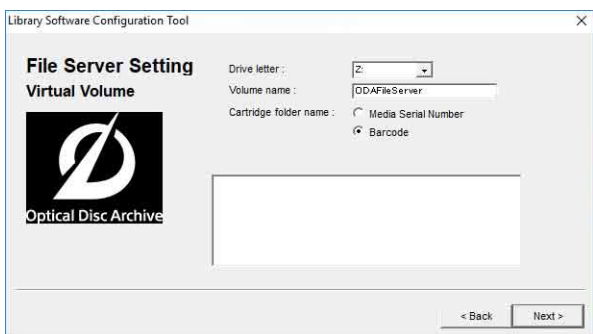 Library Software Configuration Tool
File Server Setting
Virtual Volume
Drive letter :
Z:
Volume name :
ODAFileServer
Cartridge folder name :
Media Serial Number
Barcode
Optical Disc Archive
< Back
Next >